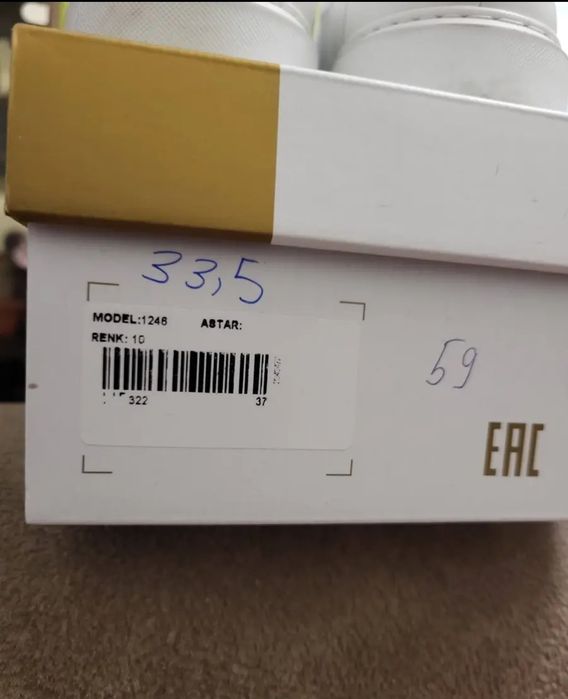 33,5
MODEL:1246 ASTAR:
RENK: 10
322 37
59
EAC